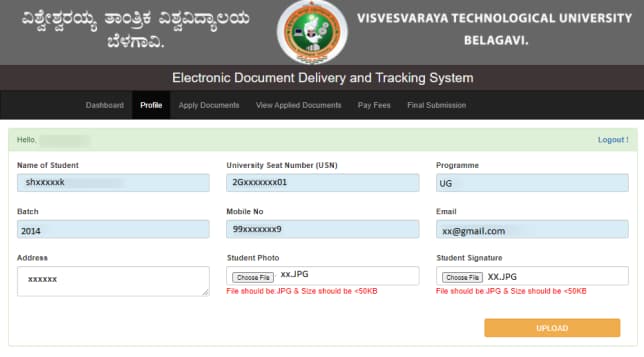 ವಿಶ್ವೇಶ್ವರಯ್ಯ ತಾಂತ್ರಿಕ ವಿಶ್ವವಿದ್ಯಾಲಯ
ಬೆಳಗಾವಿ.
VISVESVARAYA TECHNOLOGICAL UNIVERSITY
BELAGAVI.
Electronic Document Delivery and Tracking System
Dashboard Profile Apply Documents View Applied Documents Pay Fees Final Submission
Hello, Logout !
Name of Student University Seat Number (USN) Programme
shxxxxxk 2Gxxxxxxx01 UG
Batch Mobile No Email
2014 99xxxxxxx9 xx@gmail.com
Address Student Photo Student Signature
xxxxxx Choose File xx.JPG Choose File XX.JPG
File should be.JPG & Size should be <50KB File should be.JPG & Size should be <50KB
UPLOAD